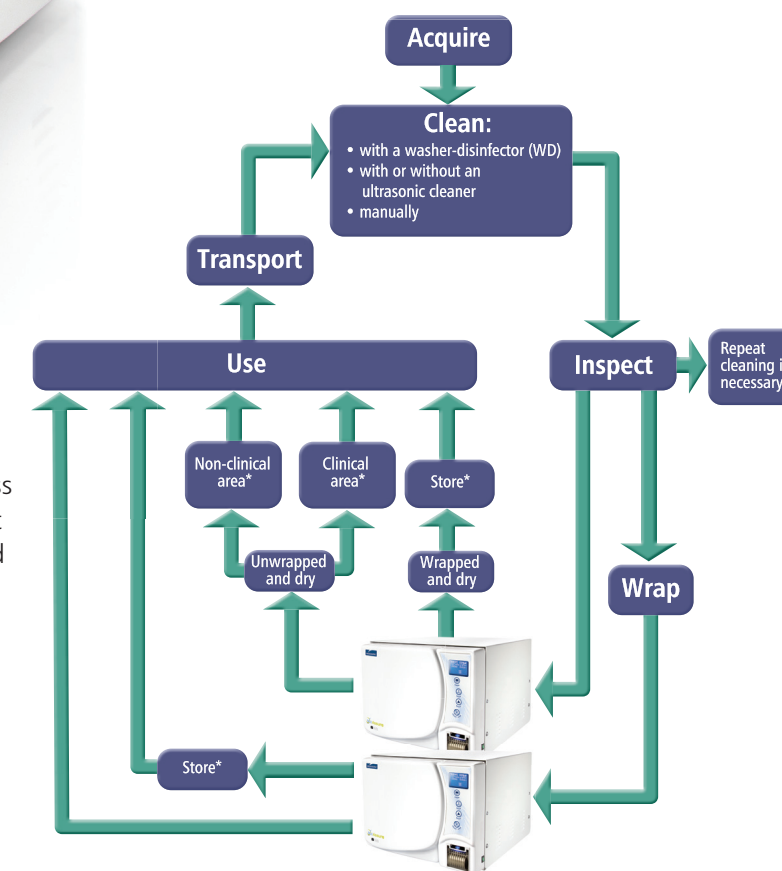 Acquire
Clean:
• with a washer-disinfector (WD)
• with or without an
ultrasonic cleaner
• manually
Transport
Use
Inspect
Repeat
cleaning i
necessary
Non-clinical
area*
Clinical
area*
Store*
Unwrapped
and dry
Wrapped
and dry
Wrap
Store*